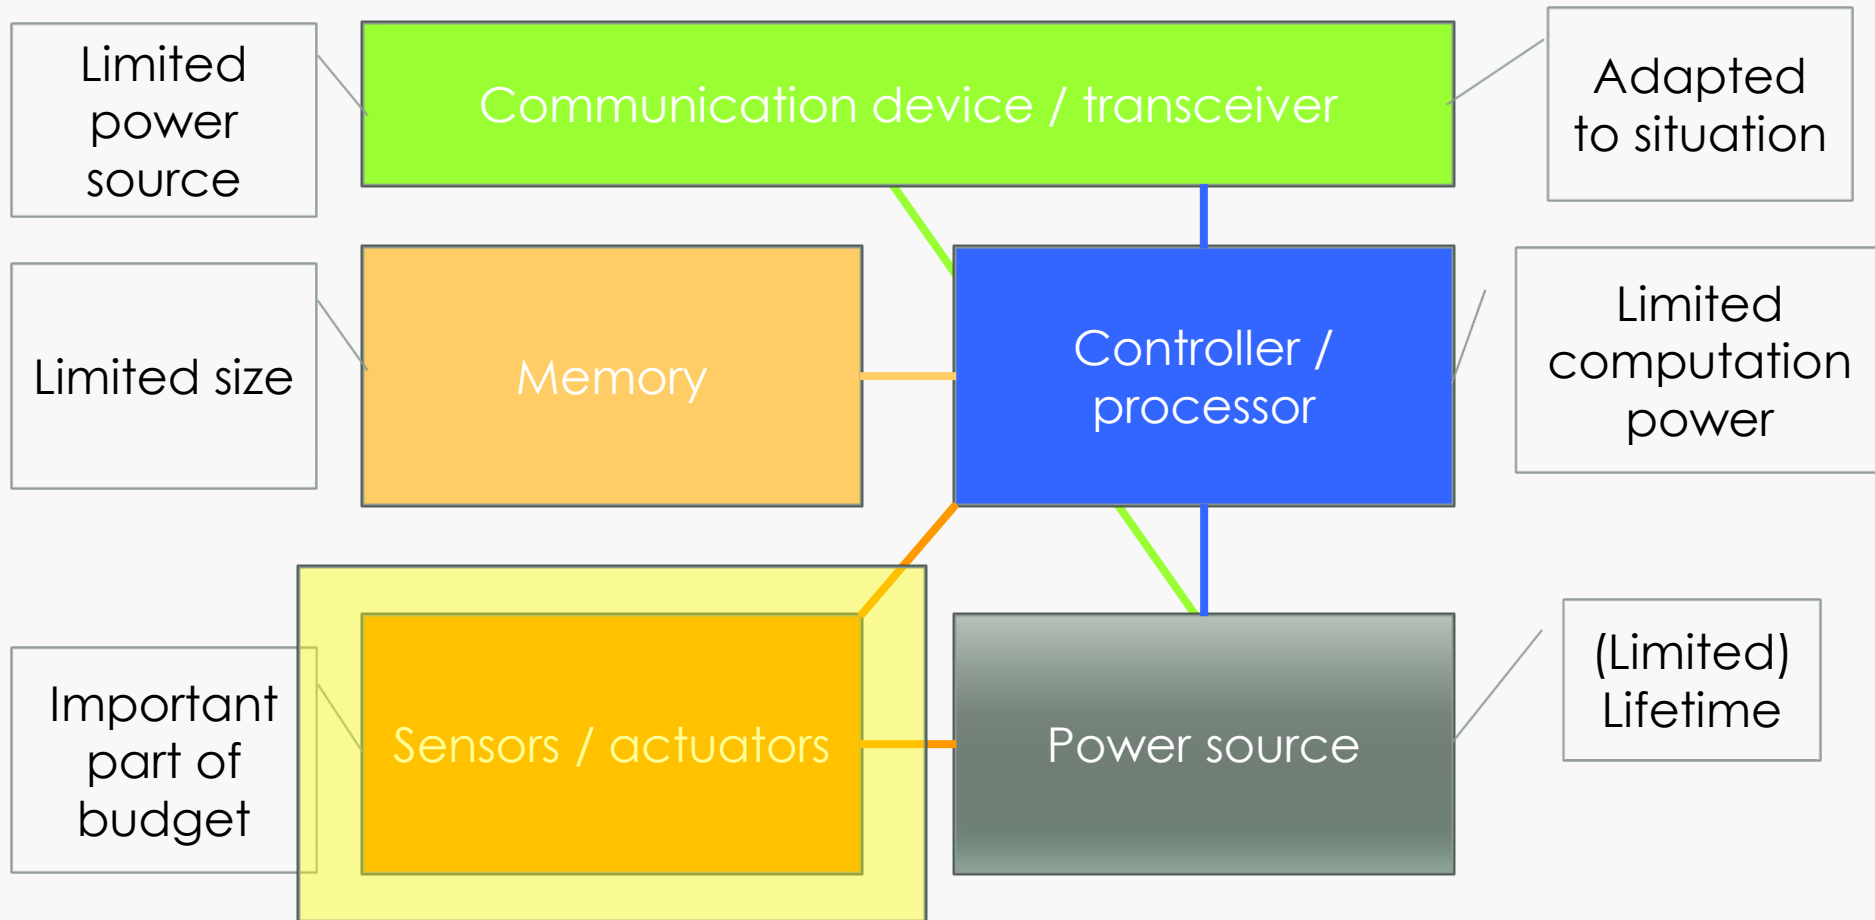 Limited
power
source
Communication device / transceiver
Adapted
to situation
Limited size
Memory
Controller /
processor
Limited
computation
power
Important
part of
budget
Sensors / actuators
Power source
(Limited)
Lifetime